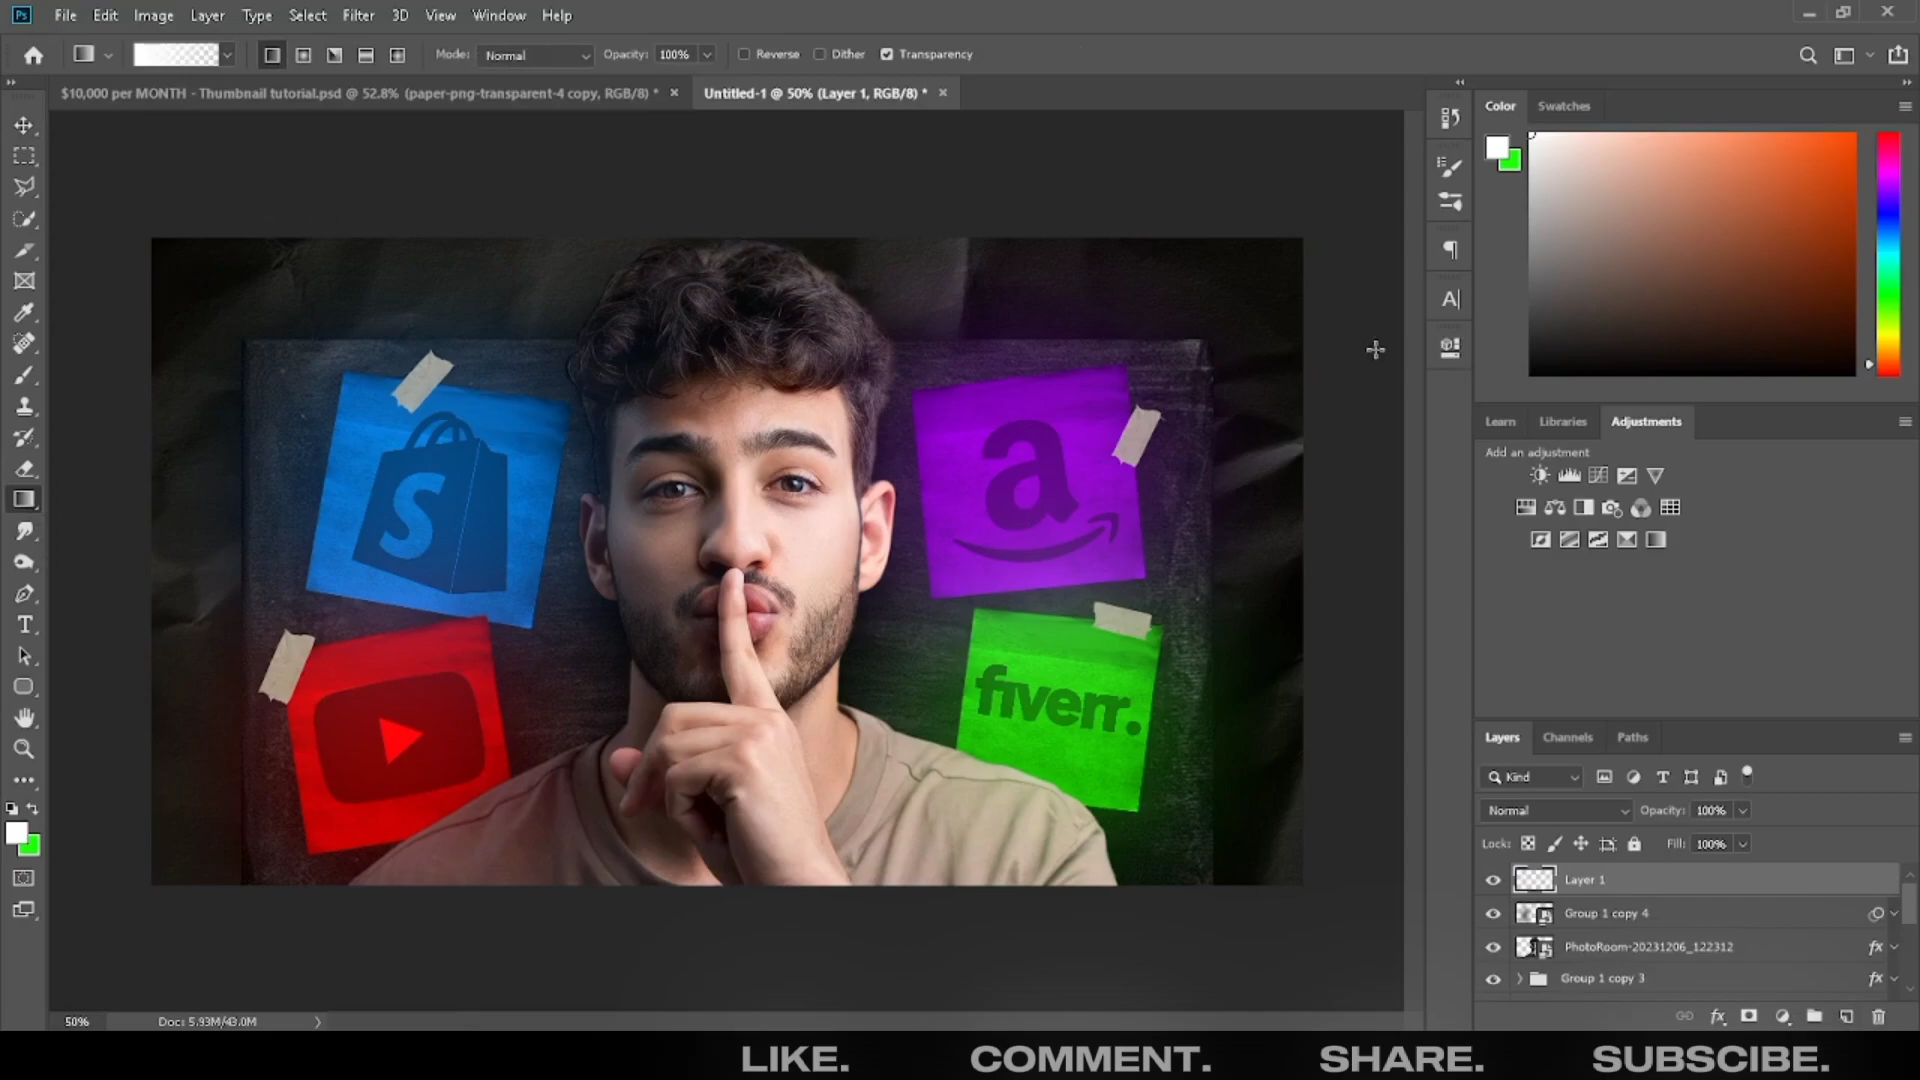 Ps File Edit Image Layer Type Select Filter 3D View Window Help
Mode: Normal Opacity: 100% Reverse Dither Transparency
$10,000 per MONTH - Thumbnail tutorial.psd @ 52.8% (paper-png-transparent-4 copy, RGB/8) *
Untitled-1 @ 50% (Layer 1, RGB/8) *
Color Swatches
S
a
fiverr.
Learn Libraries Adjustments
Add an adjustment
Layers Channels Paths
Kind
Normal Opacity: 100%
Lock: Fill: 100%
Layer 1
Group 1 copy 4
PhotoRoom-20231206_122312 fx
Group 1 copy 3 fx
fx
50% Doc: 5.93M/43.0M
LIKE. COMMENT. SHARE. SUBSCIBE.